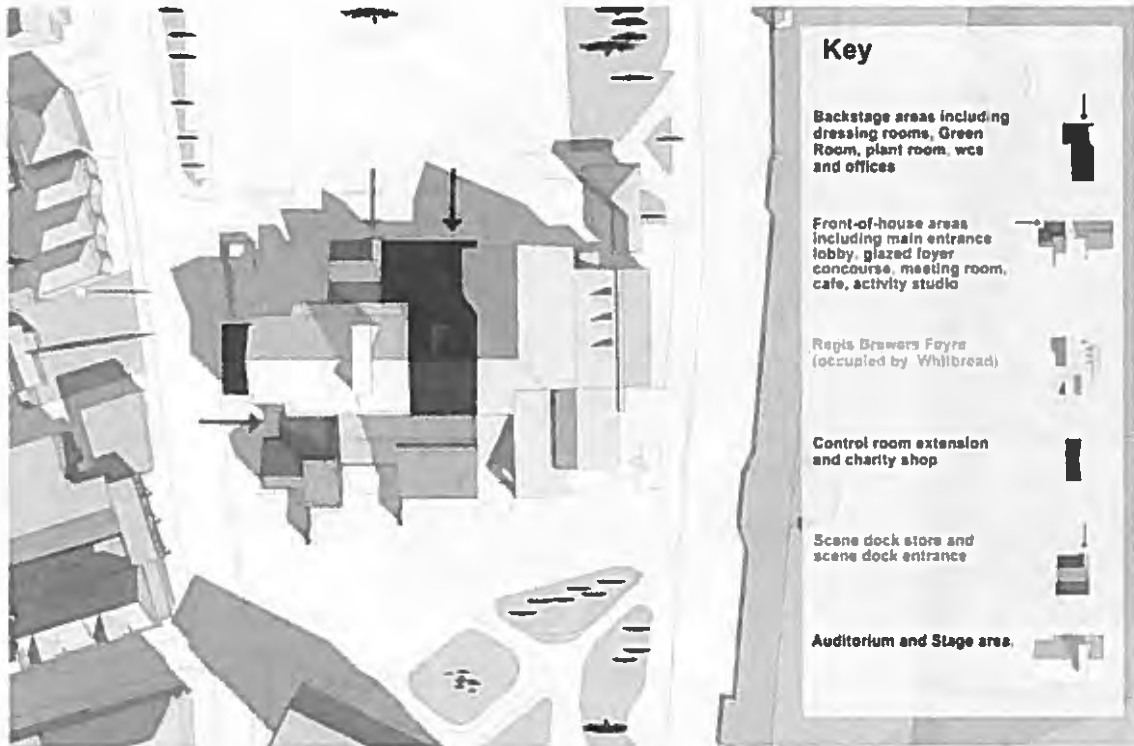 Key
Backstage areas including
dressing rooms, Green
Room, plant room, wcs
and offices
Front-of-house areas
including main entrance
lobby, glazed foyer
concourse, meeting room,
cafe, activity studio
Regis Brewers Fayre
(occupied by Whitbread)
Control room extension
and charity shop
Scene dock store and
scene dock entrance
Auditorium and Stage area